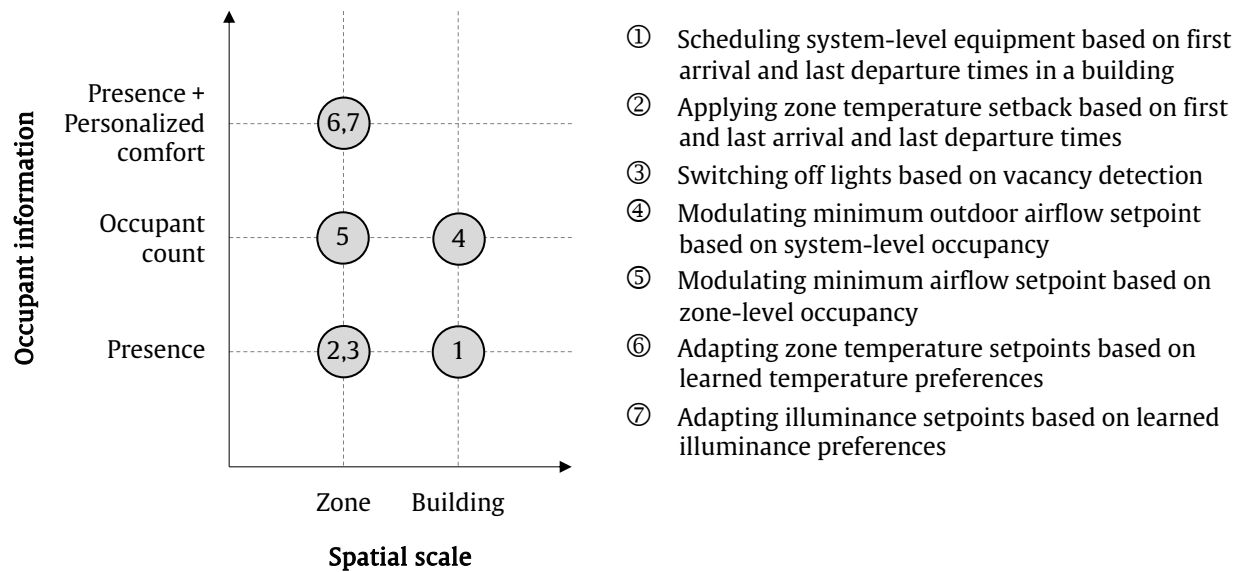 Occupant information
Presence +
Personalized
comfort
Occupant
count
Presence
6,7
5
4
2,3
1
Zone
Building
Spatial scale
① Scheduling system-level equipment based on first
arrival and last departure times in a building
② Applying zone temperature setback based on first
and last arrival and last departure times
③ Switching off lights based on vacancy detection
④ Modulating minimum outdoor airflow setpoint
based on system-level occupancy
⑤ Modulating minimum airflow setpoint based on
zone-level occupancy
⑥ Adapting zone temperature setpoints based on
learned temperature preferences
⑦ Adapting illuminance setpoints based on learned
illuminance preferences